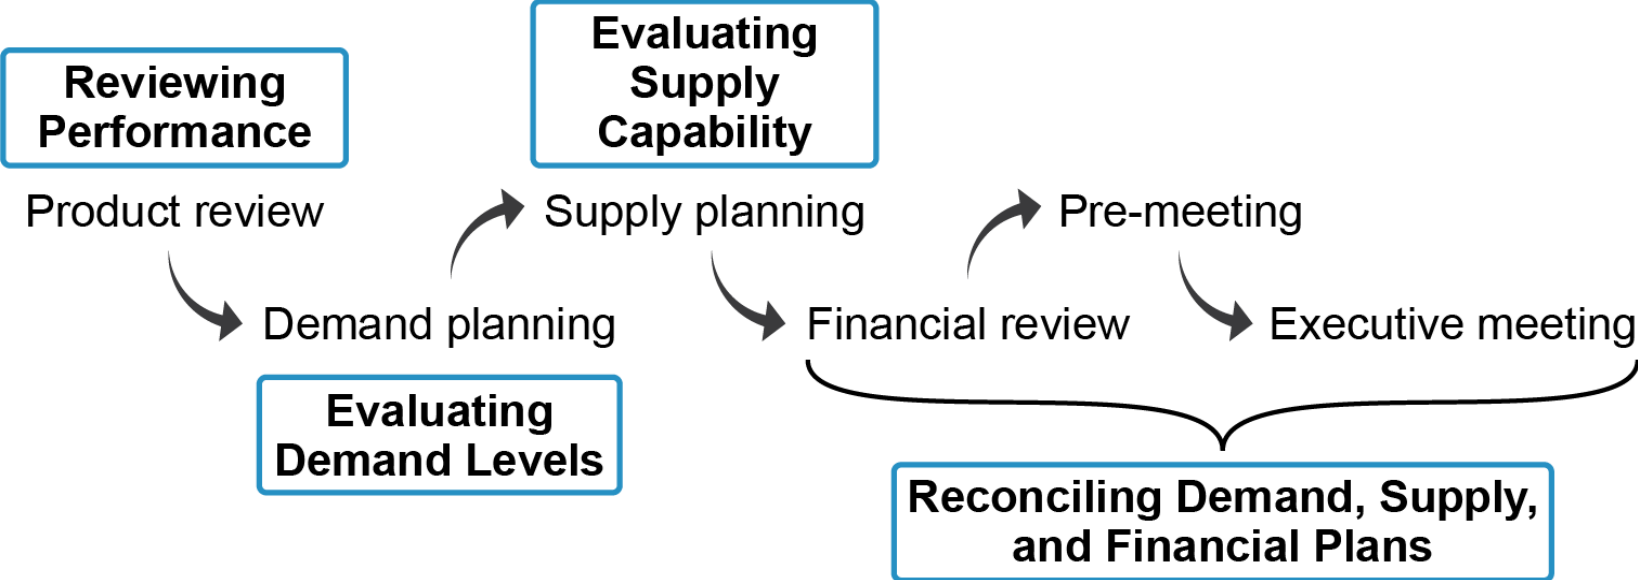 Reviewing
Performance
Product review
Demand planning
Evaluating
Demand Levels
Evaluating
Supply
Capability
Supply planning
Financial review
Pre-meeting
Executive meeting
Reconciling Demand, Supply,
and Financial Plans